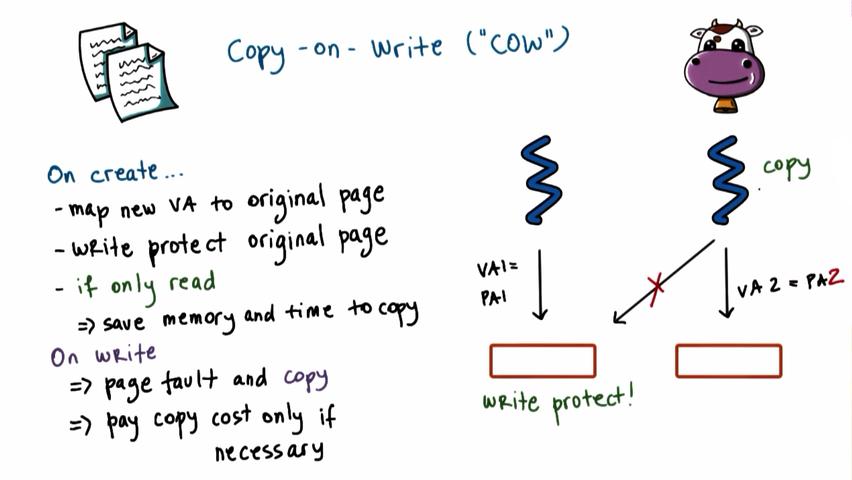 Copy-on-Write ("COW")
On create...
- map new VA to original page
- write protect original page
- if only read
=> save memory and time to copy
On write
=> page fault and copy
=> pay copy cost only if
necessary
copy
VA1=
PA1
VA 2 = PA2
write protect!